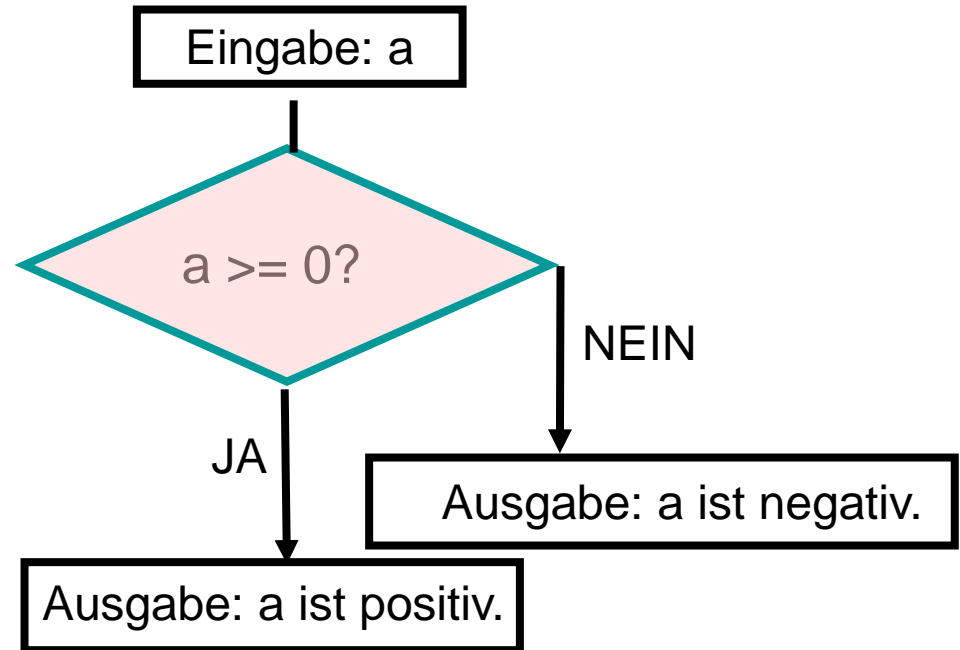 Eingabe: a
a >= 0?
NEIN
JA
Ausgabe: a ist negativ.
Ausgabe: a ist positiv.